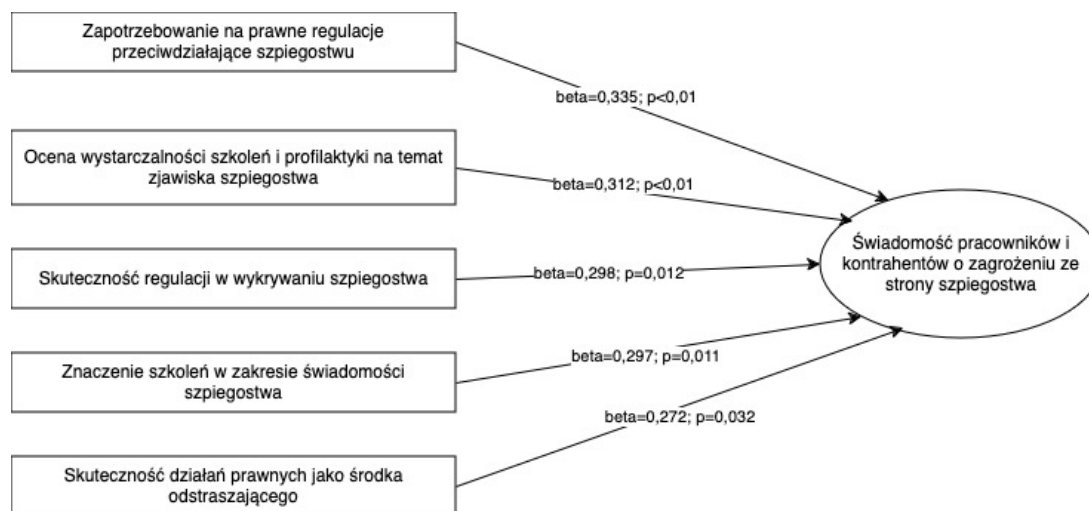 Zapotrzebowanie na prawne regulacje
przeciwdziałające szpiegostwu
beta=0,335; p<0,01
Ocena wystarczalności szkoleń i profilaktyki na temat
zjawiska szpiegostwa
beta=0,312; p<0,01
Skuteczność regulacji w wykrywaniu szpiegostwa
beta=0,298; p=0,012
Znaczenie szkoleń w zakresie świadomości
szpiegostwa
beta=0,297; p=0,011
Skuteczność działań prawnych jako środka
odstraszającego
beta=0,272; p=0,032
Świadomość pracowników i
kontrahentów o zagrożeniu ze
strony szpiegostwa